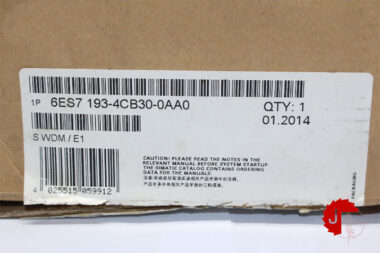 1P 6ES7 193-4CB30-0AA0
QTY: 1
01.2014
S WDM / E1
CAUTION! PLEASE READ THE NOTES IN THE
RELEVANT MANUAL BEFORE SYSTEM STARTUP
THE SIMATIC CATALOG CONTAINS ORDERING
DATA FOR THE MANUALS.
4 025515 059912
PACKAGING